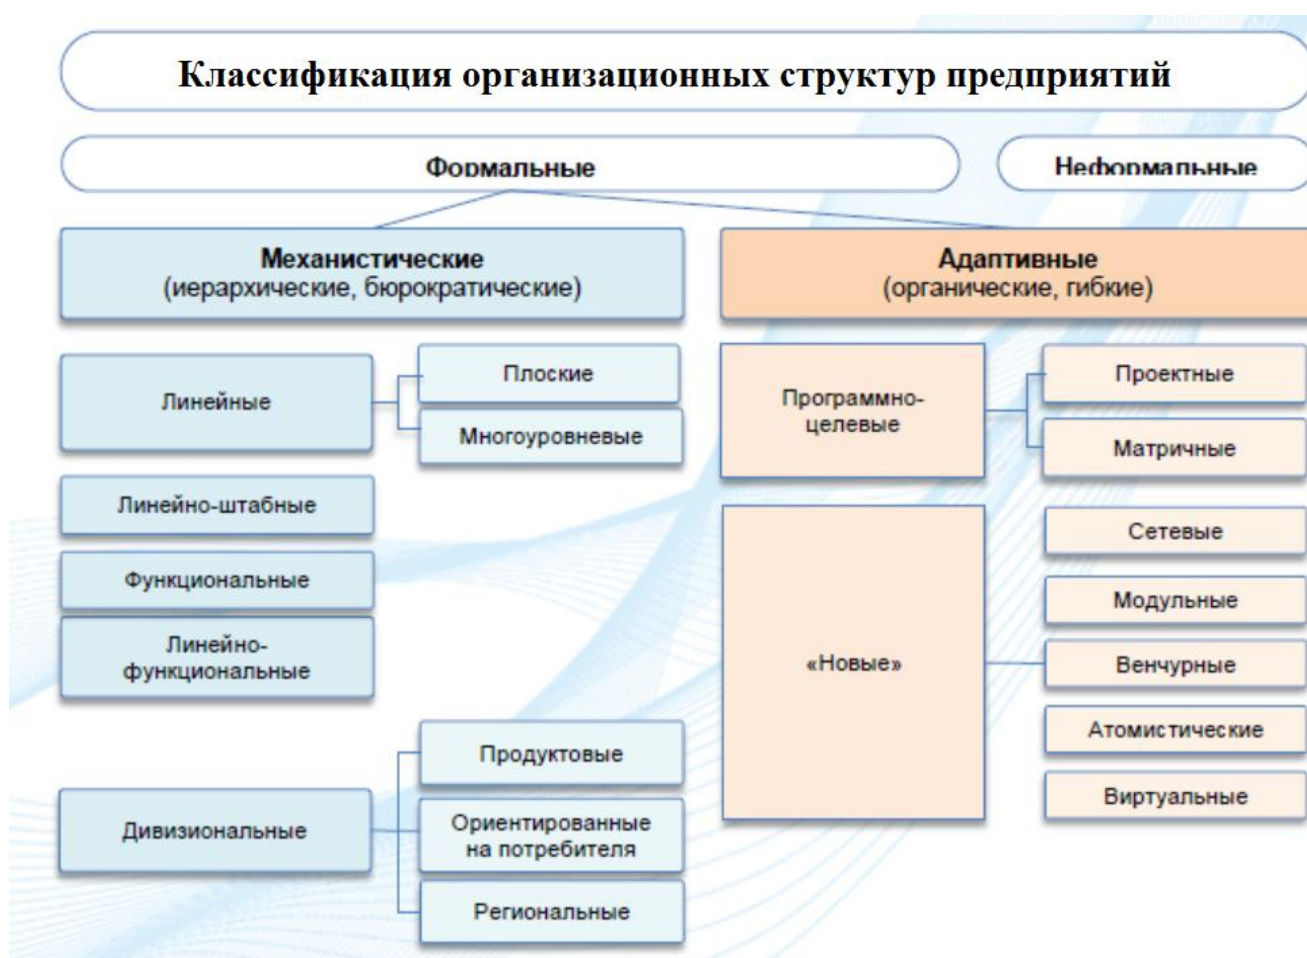 Классификация организационных структур предприятий
Формальные
Неформальные
Механистические
(иерархические, бюрократические)
Адаптивные
(органические, гибкие)
Линейные
Плоские
Многоуровневые
Линейно-штабные
Функциональные
Линейно-
функциональные
Дивизиональные
Продуктовые
Ориентированные
на потребителя
Региональные
Программно-
целевые
Проектные
Матричные
«Новые»
Сетевые
Модульные
Венчурные
Атомистические
Виртуальные